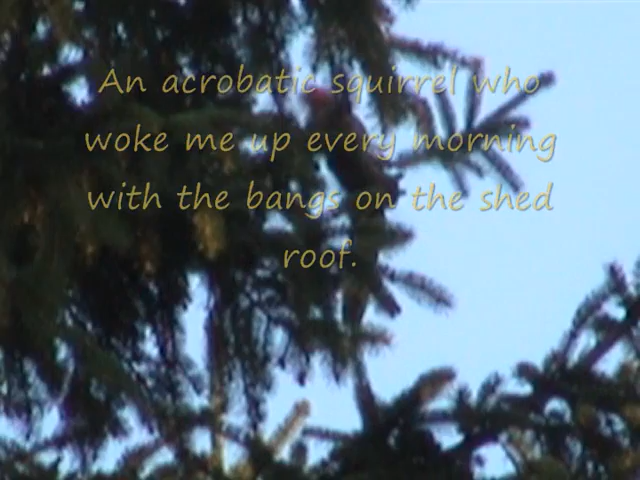 An acrobatic squirrel who
woke me up every morning
with the bangs on the shed
roof.